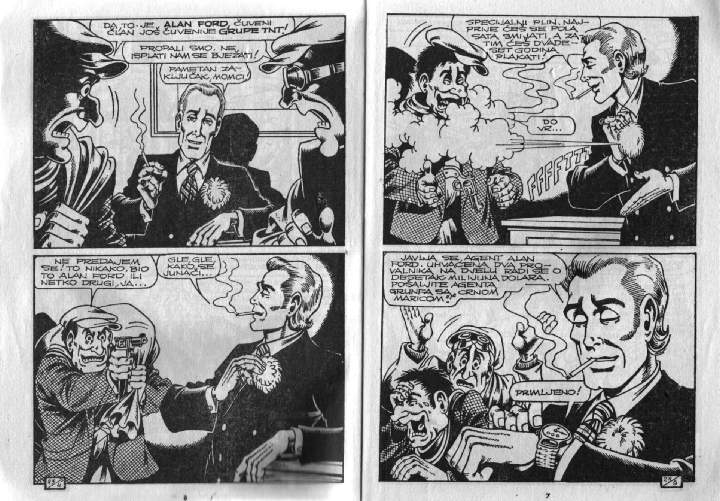 DA TO JE, ALAN FORD, ČUVENI
ČLAN JOŠ ČUVENIJE GRUPE TNT!
PROPALI SMO. NE
ISPLATI NAM SE BJEŽATI!
PAMETAN ZA-
KLJUČAK, MOMCI!
NE PREDAJEM
SE! TO NIKAKO, BIO
TO ALAN FORD ILI
NETKO DRUGI, JA...
GLE, GLE,
KAKO SE
JUNAČI...
SPECIJALNI PLIN. NAJ-
PRIJE ĆEŠ SE POLA
SATA SMIJATI, A ZA-
TIM ĆEŠ DVADE-
SET GODINA
PLAKATI!
DO
VR...
FFFFFTTT
JAVLJA SE AGENT ALAN
FORD. UHVAĆENA DVA PRO-
VALNIKA NA DJELU. RADI SE O
DESETAK MILIJUNA DOLARA.
POŠALJITE AGENTA
GRUNFA SA „CRNOM
MARICOM!”
PRIMLJENO!
7